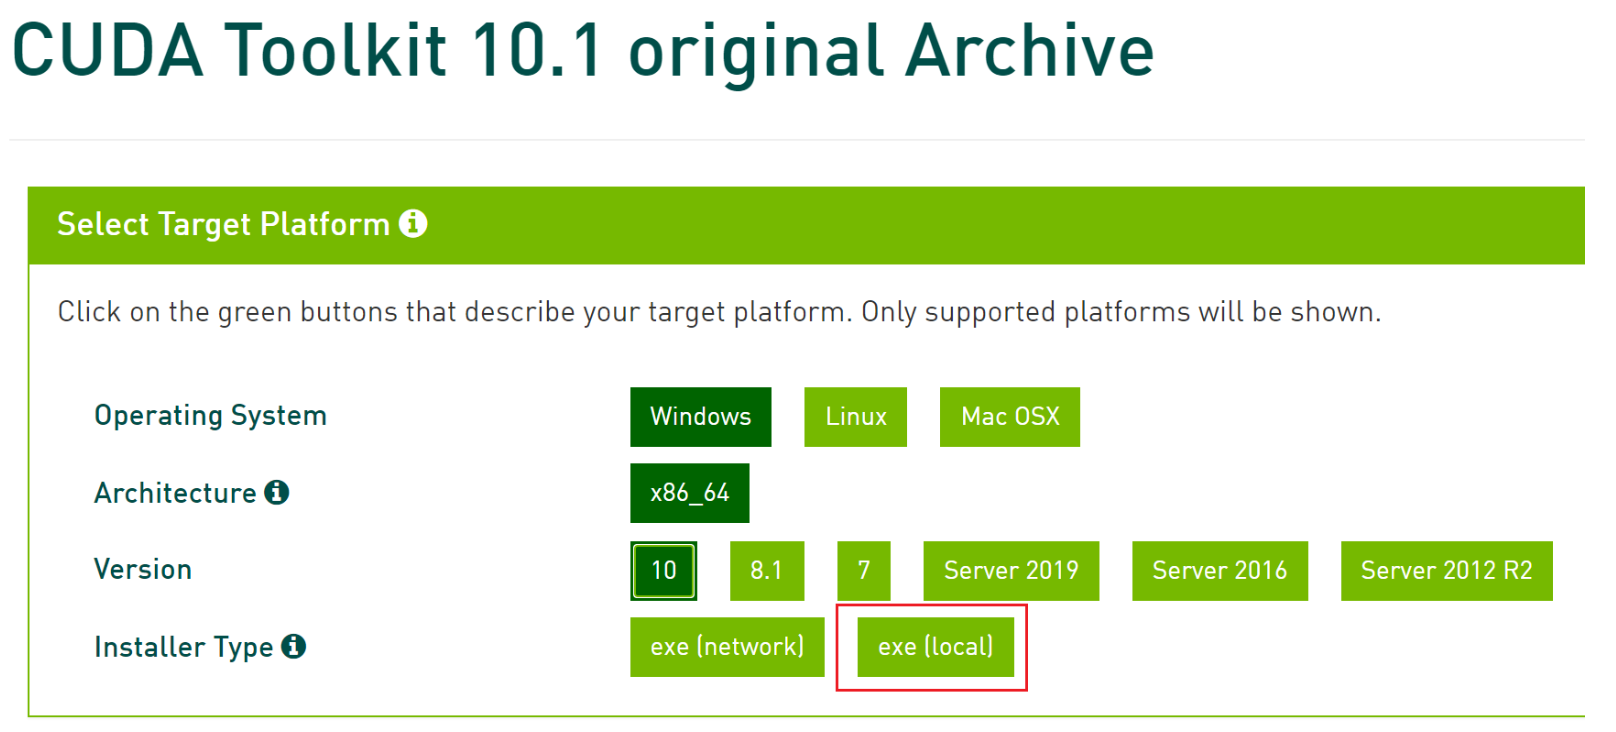 CUDA Toolkit 10.1 original Archive
Select Target Platform
Click on the green buttons that describe your target platform. Only supported platforms will be shown.
Operating System Windows Linux Mac OSX
Architecture x86_64
Version 10 8.1 7 Server 2019 Server 2016 Server 2012 R2
Installer Type exe (network) exe (local)